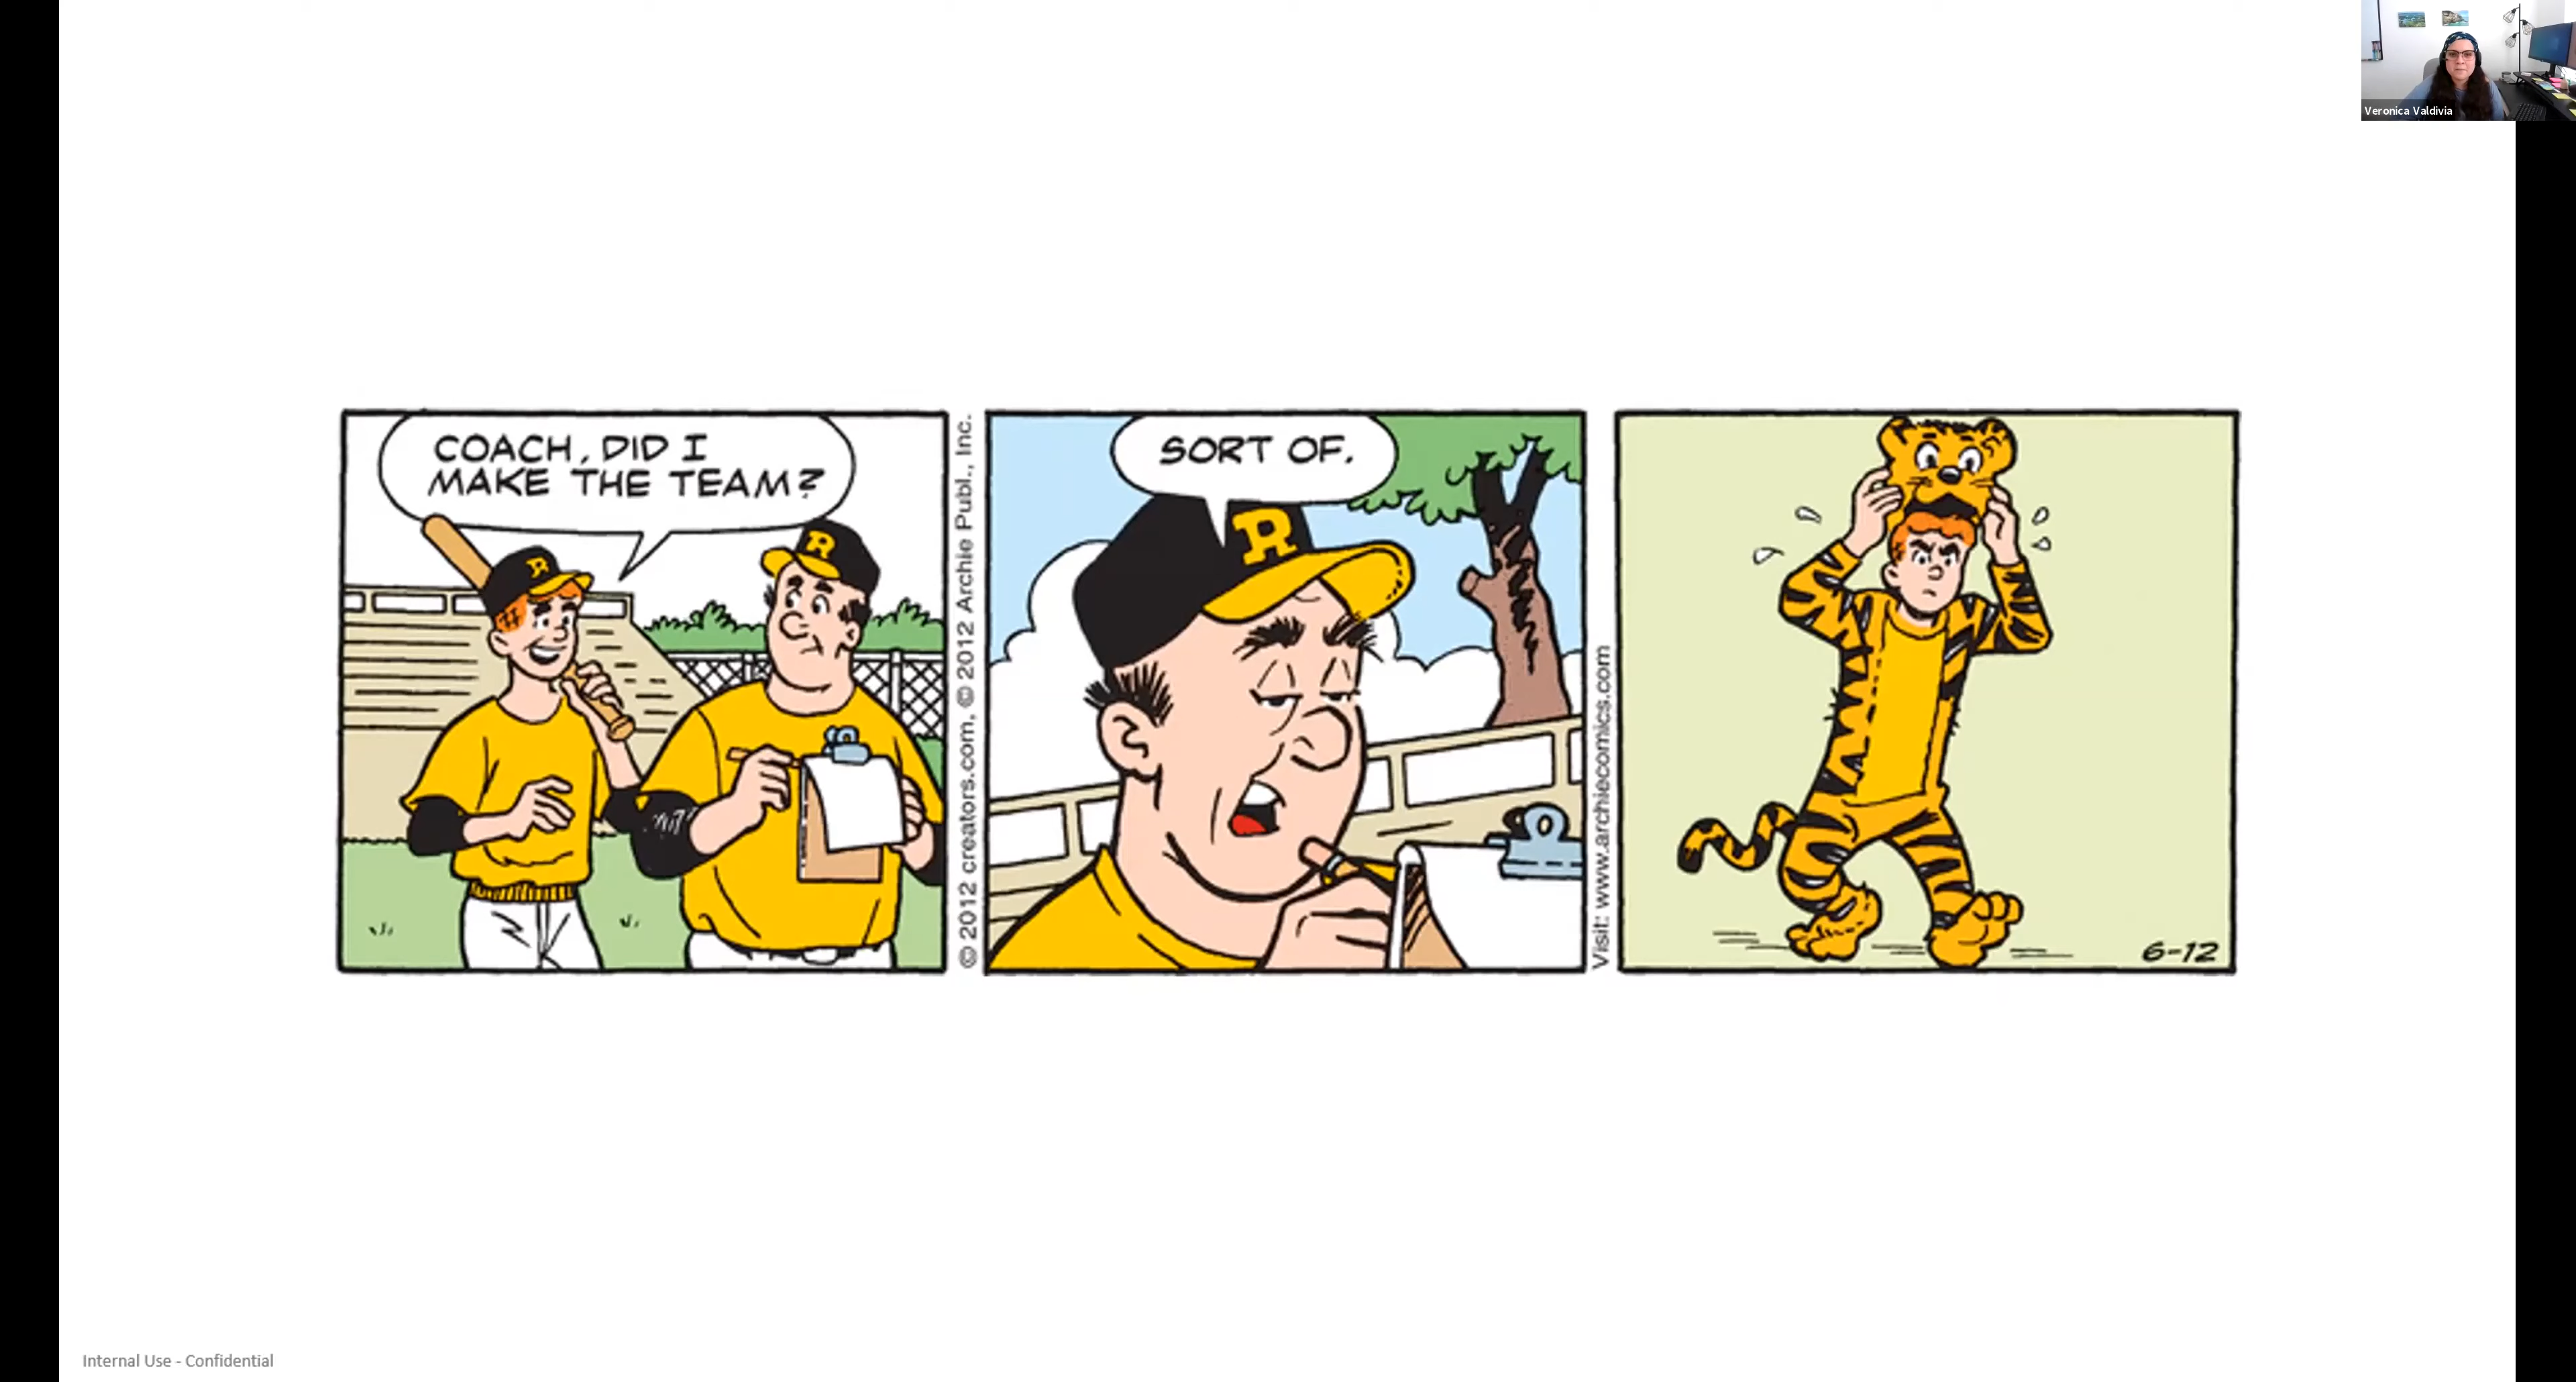 Veronica Valdivia
COACH, DID I
MAKE THE TEAM?
R
R
© 2012 creators.com, © 2012 Archie Publ., Inc.
SORT OF.
R
Visit: www.archiecomics.com
6-12
Internal Use - Confidential